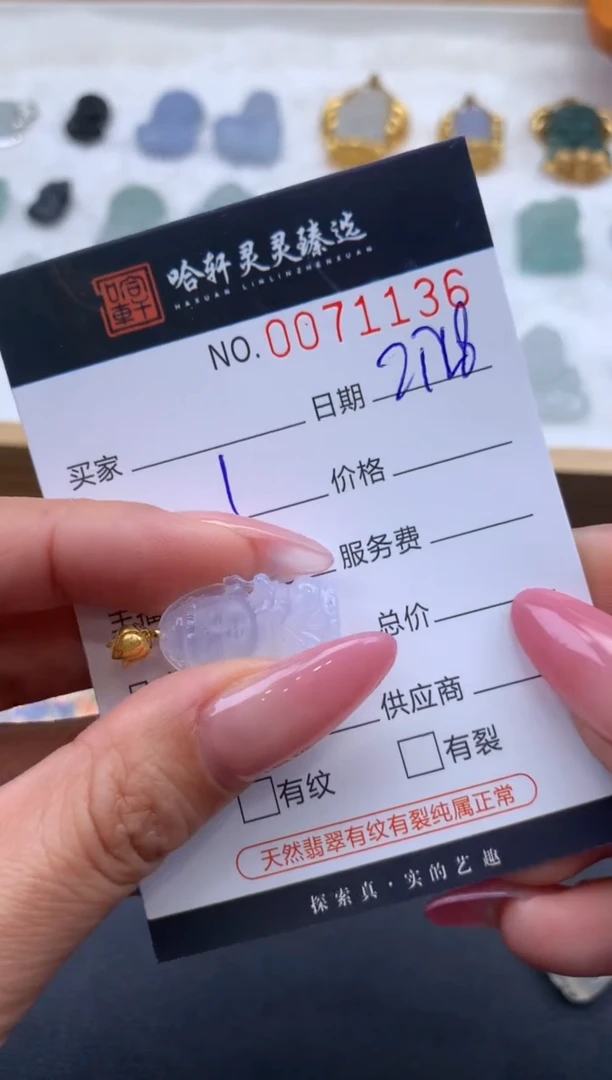 哈轩
哈轩灵灵臻选
HAXUAN LINLINZHENXUAN
NO.0071136
日期
买家
1
价格
服务费
总价
供应商
有纹
有裂
天然翡翠有纹有裂纯属正常
探索真·实的艺趣